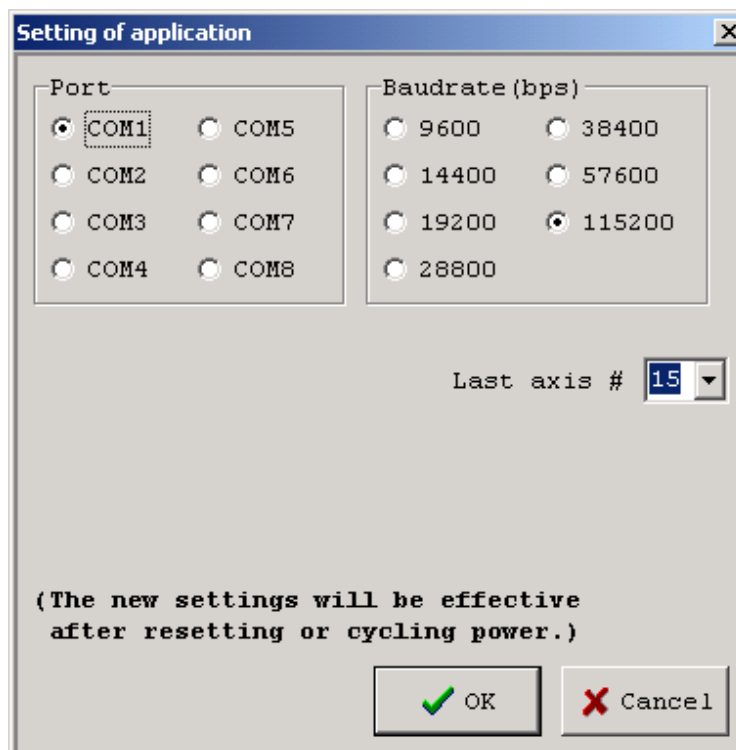 Setting of application
Port
COM1
COM5
COM2
COM6
COM3
COM7
COM4
COM8
Baudrate(bps)
9600
38400
14400
57600
19200
115200
28800
Last axis # 15
(The new settings will be effective
after resetting or cycling power.)
OK
Cancel